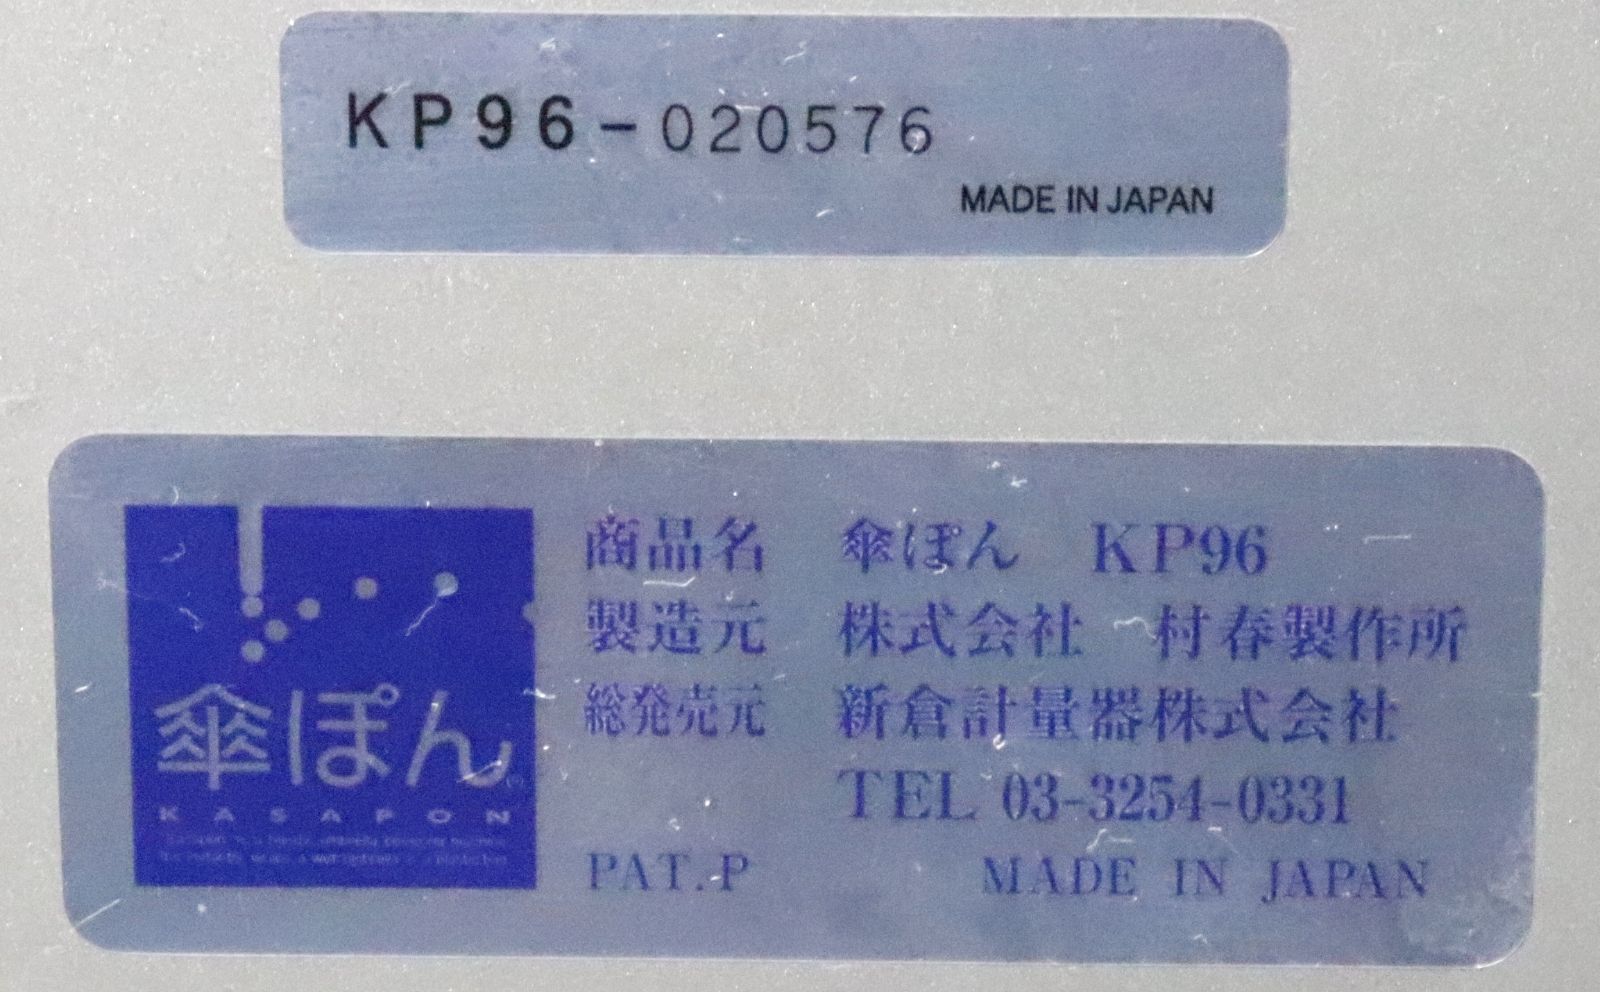 KP96-020576
MADE IN JAPAN
傘ぽん
KASAPON
商品名 傘ぽん KP96
製造元 株式会社 村春製作所
総発売元 新倉計量器株式会社
TEL 03-3254-0331
PAT.P MADE IN JAPAN